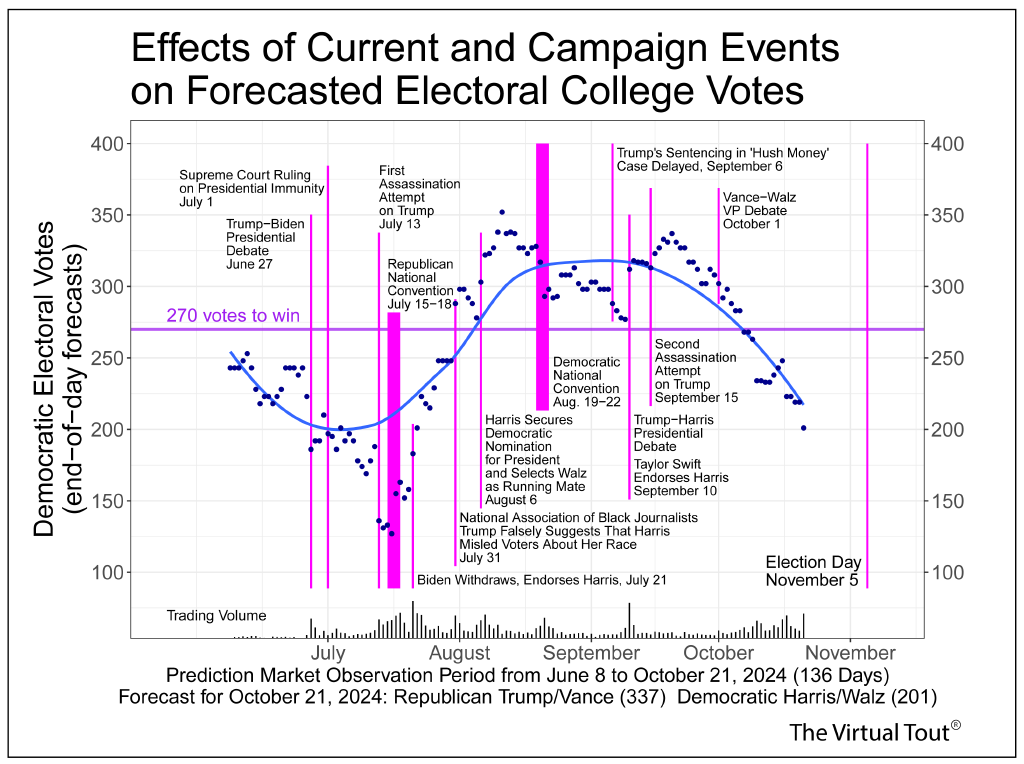 Effects of Current and Campaign Events
on Forecasted Electoral College Votes
Democratic Electoral Votes
(end−of−day forecasts)
400
350
300
250
200
150
100
400
350
300
250
200
150
100
Supreme Court Ruling
on Presidential Immunity
July 1
Trump−Biden
Presidential
Debate
June 27
First
Assassination
Attempt
on Trump
July 13
Republican
National
Convention
July 15−18
270 votes to win
Trump's Sentencing in 'Hush Money'
Case Delayed, September 6
Vance−Walz
VP Debate
October 1
Democratic
National
Convention
Aug. 19−22
Second
Assassination
Attempt
on Trump
September 15
Harris Secures
Democratic
Nomination
for President
and Selects Walz
as Running Mate
August 6
Trump−Harris
Presidential
Debate
Taylor Swift
Endorses Harris
September 10
National Association of Black Journalists
Trump Falsely Suggests That Harris
Misled Voters About Her Race
July 31
Biden Withdraws, Endorses Harris, July 21
Election Day
November 5
Trading Volume
July
August
September
October
November
Prediction Market Observation Period from June 8 to October 21, 2024 (136 Days)
Forecast for October 21, 2024: Republican Trump/Vance (337)  Democratic Harris/Walz (201)
The Virtual Tout®